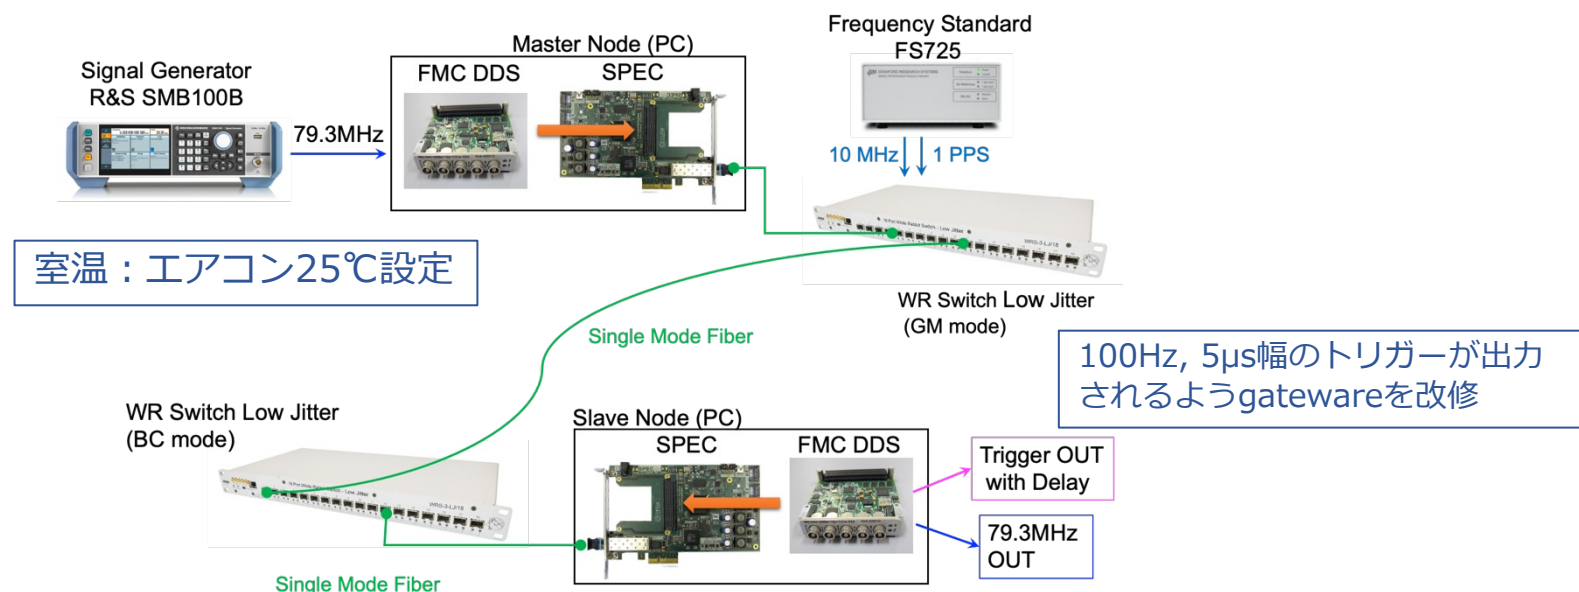 Frequency Standard
FS725
Master Node (PC)
Signal Generator
R&S SMB100B
FMC DDS
SPEC
79.3MHz
10 MHz
1 PPS
室温：エアコン25℃設定
WR Switch Low Jitter
(GM mode)
Single Mode Fiber
100Hz, 5μs幅のトリガーが出力
されるようgatewareを改修
WR Switch Low Jitter
(BC mode)
Slave Node (PC)
SPEC
FMC DDS
Trigger OUT
with Delay
79.3MHz
OUT
Single Mode Fiber